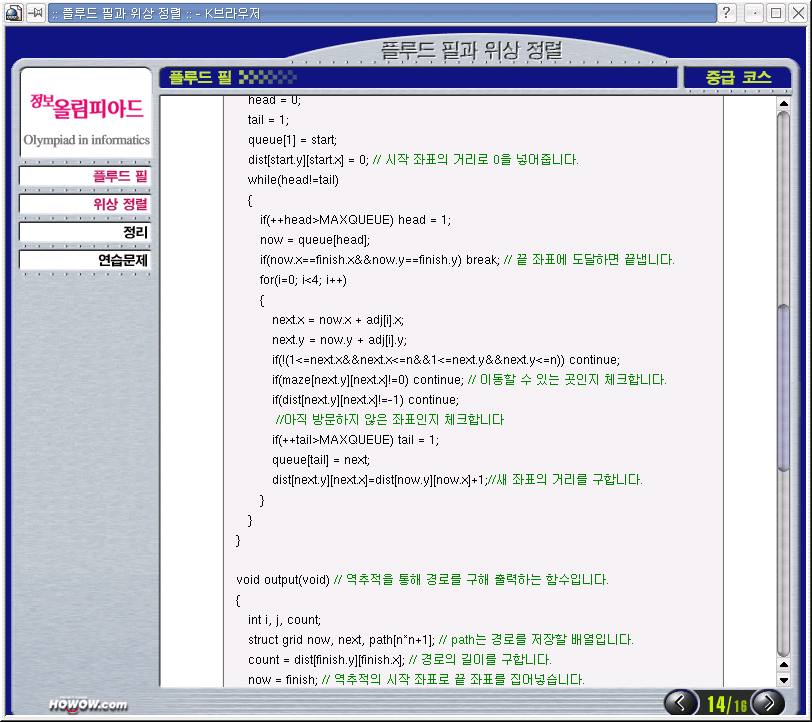 :: 플루드 필과 위상 정렬 :: - K브라우저
플루드 필과 위상 정렬
정보올림피아드
Olympiad in informatics
플루드 필
위상 정렬
정리
연습문제
플루드 필
중급 코스
head = 0;
tail = 1;
queue[1] = start;
dist[start.y][start.x] = 0; // 시작 좌표의 거리로 0을 넣어줍니다.
while(head!=tail)
{
if(++head>MAXQUEUE) head = 1;
now = queue[head];
if(now.x==finish.x&&now.y==finish.y) break; // 끝 좌표에 도달하면 끝냅니다.
for(i=0; i<4; i++)
{
next.x = now.x + adj[i].x;
next.y = now.y + adj[i].y;
if(!(1<=next.x&&next.x<=n&&1<=next.y&&next.y<=n)) continue;
if(maze[next.y][next.x]!=0) continue; // 이동할 수 있는 곳인지 체크합니다.
if(dist[next.y][next.x]!=-1) continue;
//아직 방문하지 않은 좌표인지 체크합니다
if(++tail>MAXQUEUE) tail = 1;
queue[tail] = next;
dist[next.y][next.x]=dist[now.y][now.x]+1;//새 좌표의 거리를 구합니다.
}
}
}
void output(void) // 역추적을 통해 경로를 구해 출력하는 함수입니다.
{
int i, j, count;
struct grid now, next, path[n*n+1]; // path는 경로를 저장할 배열입니다.
count = dist[finish.y][finish.x]; // 경로의 길이를 구합니다.
now = finish; // 역추적의 시작 좌표로 끝 좌표를 집어넣습니다.
HOWOW.com
14/16